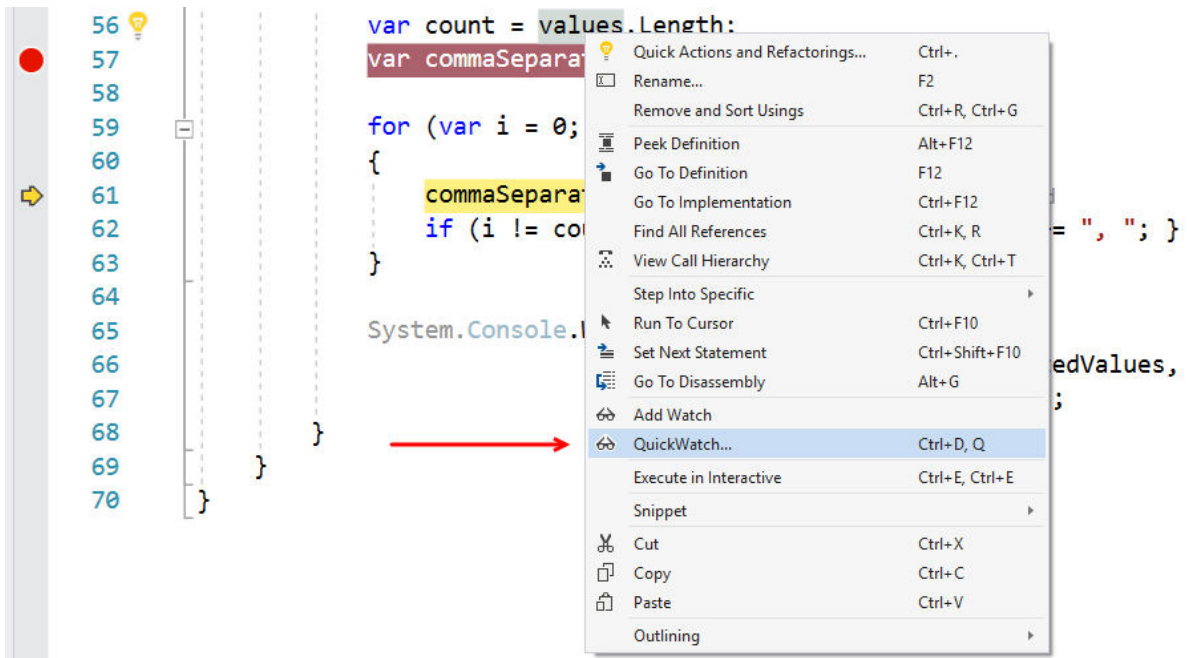 56 var count = values.Length;
57 var commaSepara
58
59 for (var i = 0;
60 {
61 commaSepara
62 if (i != cou = ", "; }
63 }
64
65 System.Console.
66 edValues,
67 ;
68 }
69 }
70 }
Quick Actions and Refactorings... Ctrl+.
Rename... F2
Remove and Sort Usings Ctrl+R, Ctrl+G
Peek Definition Alt+F12
Go To Definition F12
Go To Implementation Ctrl+F12
Find All References Ctrl+K, R
View Call Hierarchy Ctrl+K, Ctrl+T
Step Into Specific
Run To Cursor Ctrl+F10
Set Next Statement Ctrl+Shift+F10
Go To Disassembly Alt+G
Add Watch
QuickWatch... Ctrl+D, Q
Execute in Interactive Ctrl+E, Ctrl+E
Snippet
Cut Ctrl+X
Copy Ctrl+C
Paste Ctrl+V
Outlining